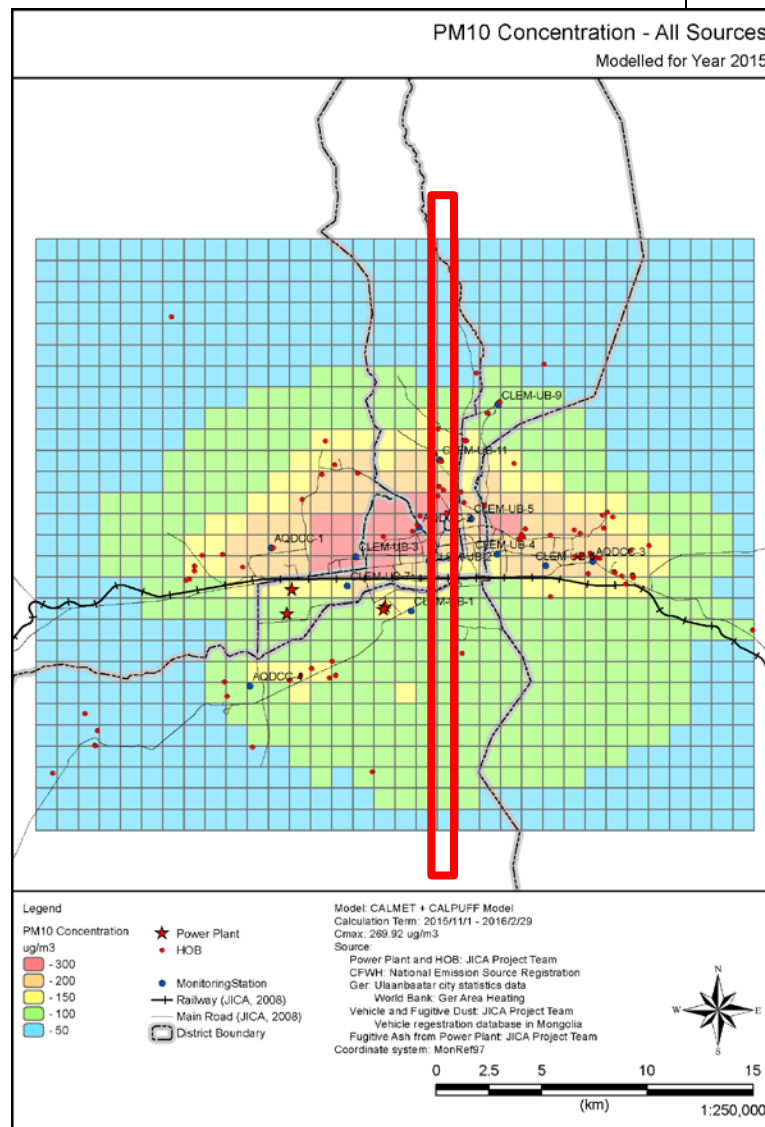 PM10 Concentration - All Sources
Modelled for Year 2015
CLEM-UB-9
CLEM-UB-11
CLEM-UB-5
AQDCC-1
CLEM-UB-3
CLEM-UB-4
AQDCC-3
CLEM-UB-7
CLEM-UB-1
AQDCC-4
Legend
PM10 Concentration
ug/m3
- 300
- 200
- 150
- 100
- 50
Power Plant
HOB
MonitoringStation
Railway (JICA, 2008)
Main Road (JICA, 2008)
District Boundary
Model: CALMET + CALPUFF Model
Calculation Term: 2015/11/1 - 2016/2/29
Cmax: 269.92 ug/m3
Source:
Power Plant and HOB: JICA Project Team
CFWH: National Emission Source Registration
Ger: Ulaanbaatar city statistics data
World Bank: Ger Area Heating
Vehicle and Fugitive Dust: JICA Project Team
Vehicle regestration database in Mongolia
Fugitive Ash from Power Plant: JICA Project Team
Coordinate system: MonRef97
N
W E
S
0 2.5 5 10 15
(km)
1:250,000